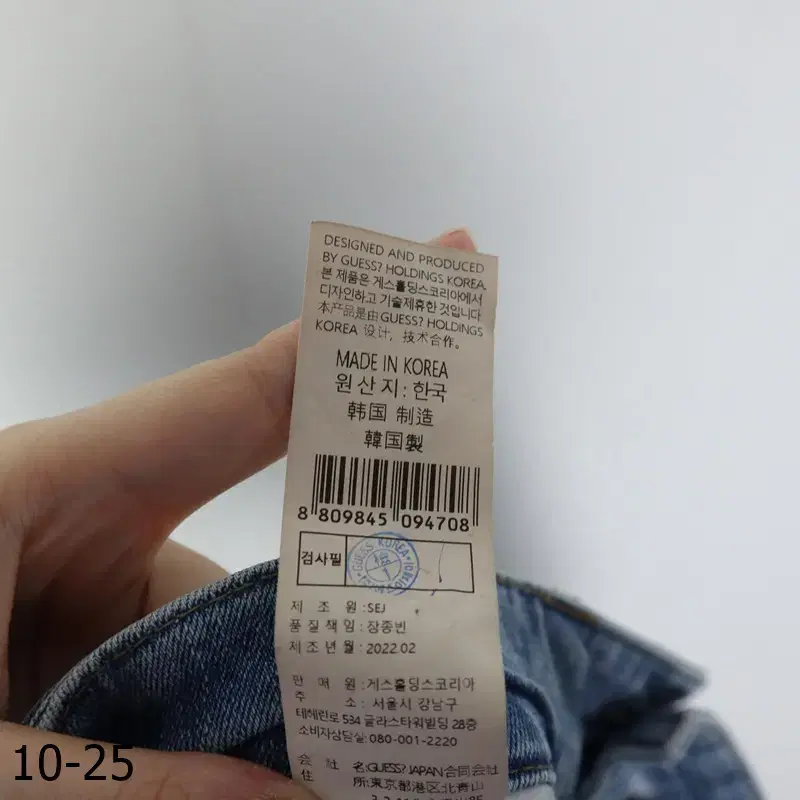 DESIGNED AND PRODUCED
BY GUESS? HOLDINGS KOREA.
본 제품은 게스홀딩스코리아에서
디자인하고 기술제휴한 것입니다
本产品是由GUESS? HOLDINGS
KOREA 设计，技术合作。
MADE IN KOREA
원 산 지 : 한국
韩国 制造
韓国製
8 809845 094708
검사필
GUESS KOREA
제 조 원 : SEJ
품 질 책 임 : 장종빈
제 조 년 월 : 2022.02
판 매 원 : 게스홀딩스코리아
주 소 : 서울시 강남구
테헤란로 534 글라스타워빌딩 28층
소비자상담실 : 080-001-2220
会 社 名:GUESS? JAPAN合同会社
住 所:東京都港区北青山
10-25